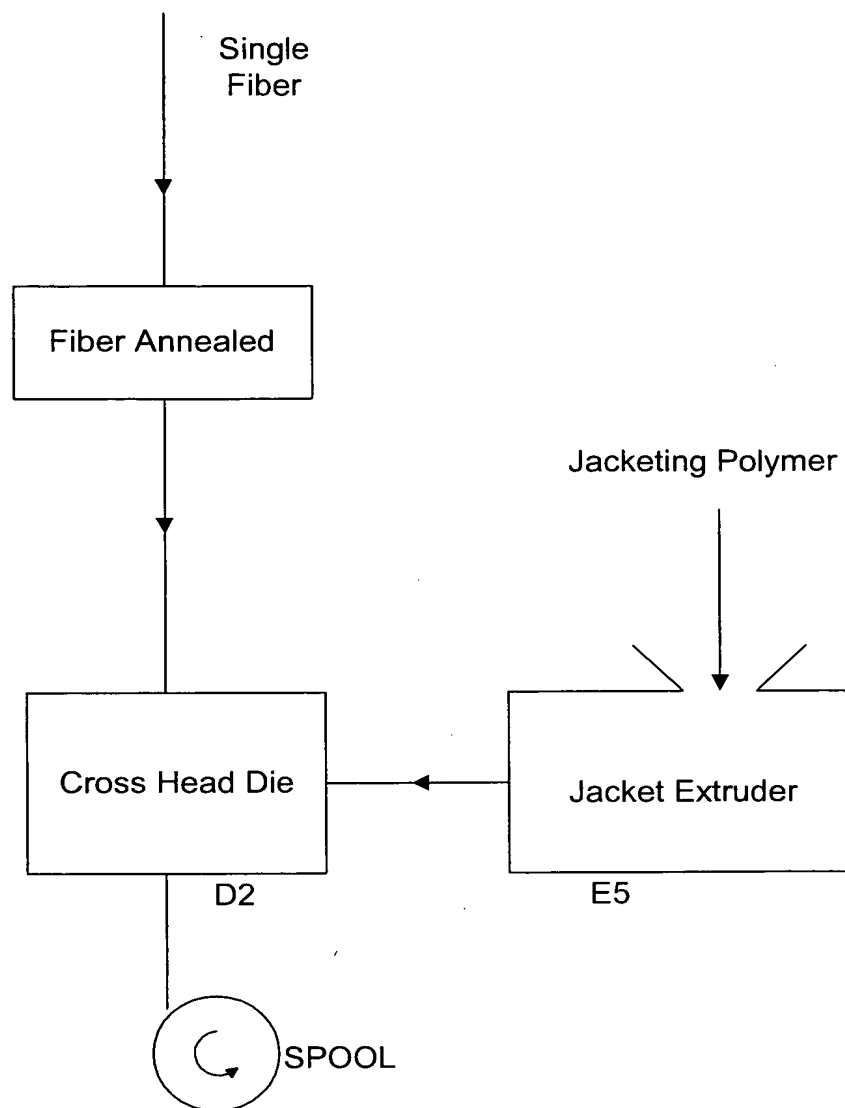 Single
Fiber
Fiber Annealed
Jacketing Polymer
Cross Head Die
Jacket Extruder
D2
E5
SPOOL